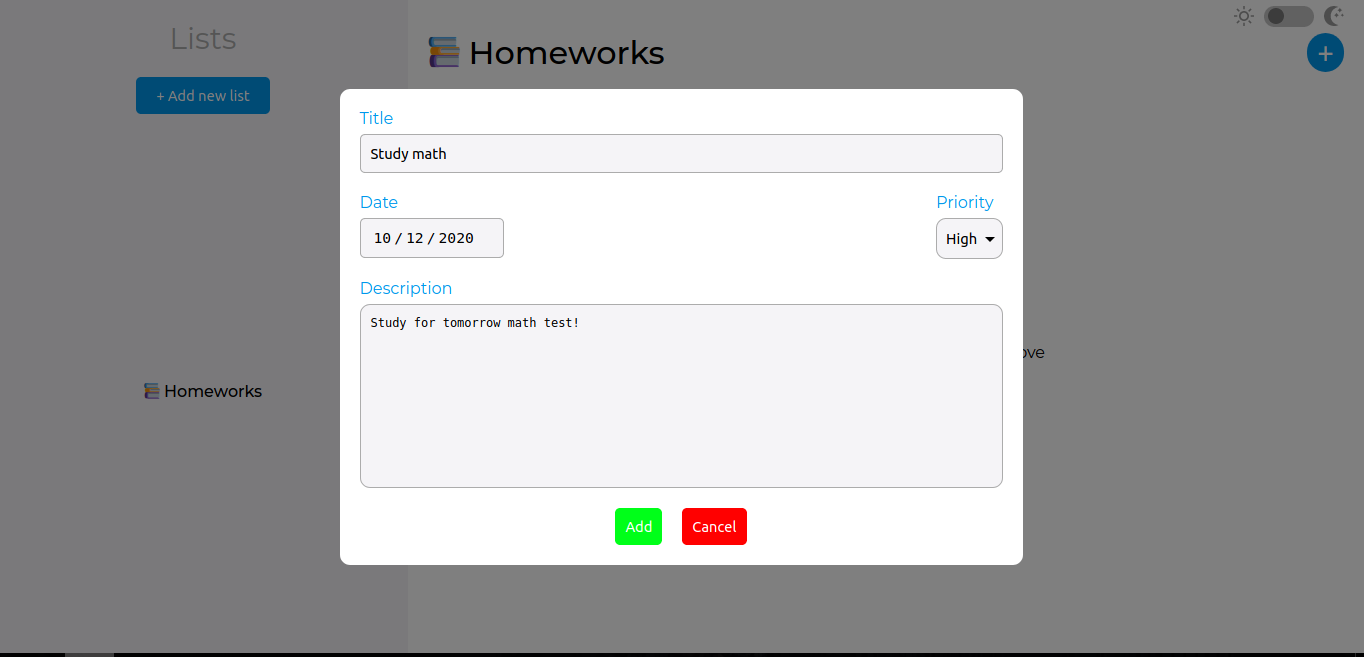 Lists
Homeworks
+ Add new list
+
Title
Study math
Date
Priority
10 / 12 / 2020
High
Description
Study for tomorrow math test!
Homeworks
Add
Cancel